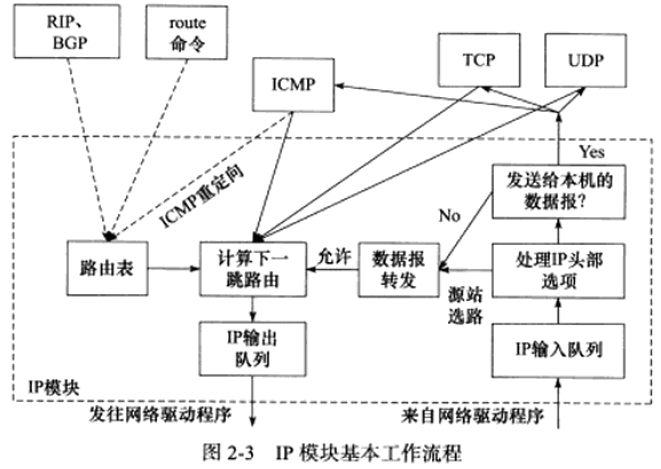 RIP、
BGP
route
命令
ICMP
TCP
UDP
Yes
ICMP重定向
No
发送给本机的
数据报?
路由表
计算下一
跳路由
允许
数据报
转发
处理IP头部
选项
源站
选路
IP输出
队列
IP输入队列
IP模块
发往网络驱动程序
来自网络驱动程序
图 2-3 IP 模块基本工作流程